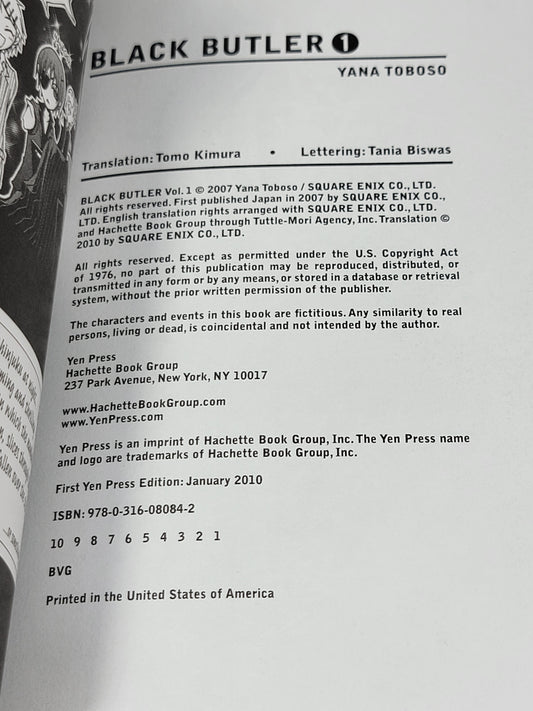 BLACK BUTLER 1
YANA TOBOSO
Translation: Tomo Kimura • Lettering: Tania Biswas
BLACK BUTLER Vol. 1 © 2007 Yana Toboso / SQUARE ENIX CO., LTD.
All rights reserved. First published Japan in 2007 by SQUARE ENIX CO.,
LTD. English translation rights arranged with SQUARE ENIX CO., LTD.
and Hachette Book Group through Tuttle-Mori Agency, Inc. Translation ©
2010 by SQUARE ENIX CO., LTD.
All rights reserved. Except as permitted under the U.S. Copyright Act
of 1976, no part of this publication may be reproduced, distributed, or
transmitted in any form or by any means, or stored in a database or retrieval
system, without the prior written permission of the publisher.
The characters and events in this book are fictitious. Any similarity to real
persons, living or dead, is coincidental and not intended by the author.
Yen Press
Hachette Book Group
237 Park Avenue, New York, NY 10017
www.HachetteBookGroup.com
www.YenPress.com
Yen Press is an imprint of Hachette Book Group, Inc. The Yen Press name
and logo are trademarks of Hachette Book Group, Inc.
First Yen Press Edition: January 2010
ISBN: 978-0-316-08084-2
10 9 8 7 6 5 4 3 2 1
BVG
Printed in the United States of America